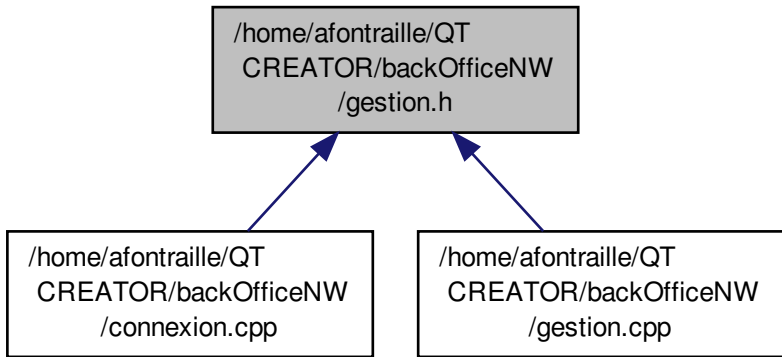 /home/afontraille/QT
CREATOR/backOfficeNW
/gestion.h
/home/afontraille/QT
CREATOR/backOfficeNW
/connexion.cpp
/home/afontraille/QT
CREATOR/backOfficeNW
/gestion.cpp